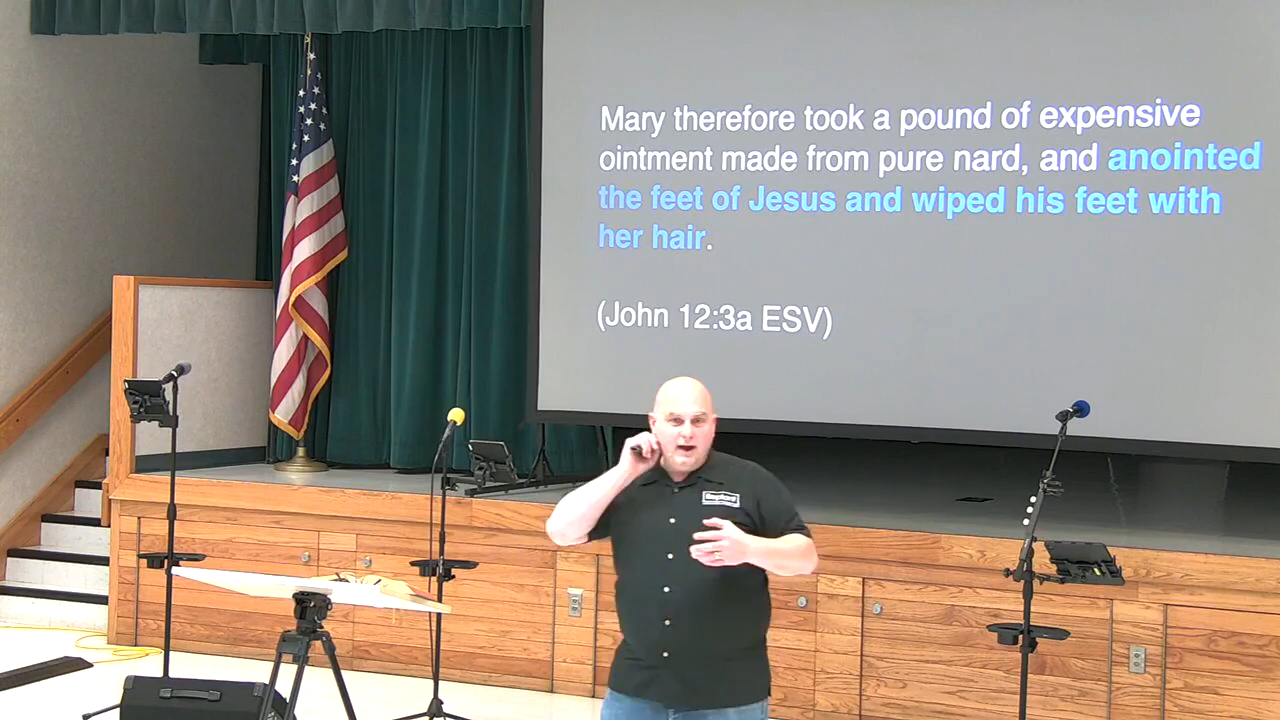 Mary therefore took a pound of expensive
ointment made from pure nard, and anointed
the feet of Jesus and wiped his feet with
her hair.
(John 12:3a ESV)